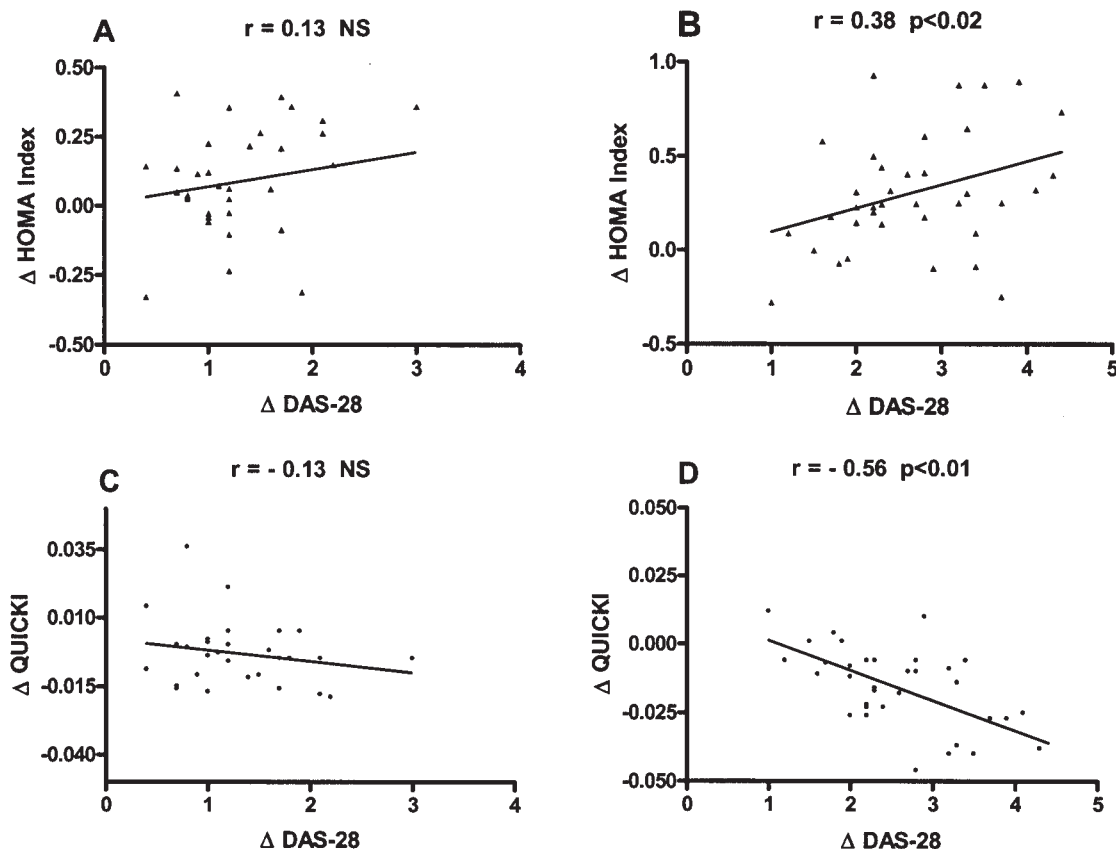 A
r = 0.13 NS
0.50
0.25
0.00
-0.25
-0.50
Δ HOMA Index
0 1 2 3 4
Δ DAS-28
B
r = 0.38 p<0.02
1.0
0.5
0.0
-0.5
Δ HOMA Index
0 1 2 3 4 5
Δ DAS-28
C
r = - 0.13 NS
0.035
0.010
-0.015
-0.040
Δ QUICKI
0 1 2 3 4
Δ DAS-28
D
r = - 0.56 p<0.01
0.050
0.025
0.000
-0.025
-0.050
Δ QUICKI
0 1 2 3 4 5
Δ DAS-28